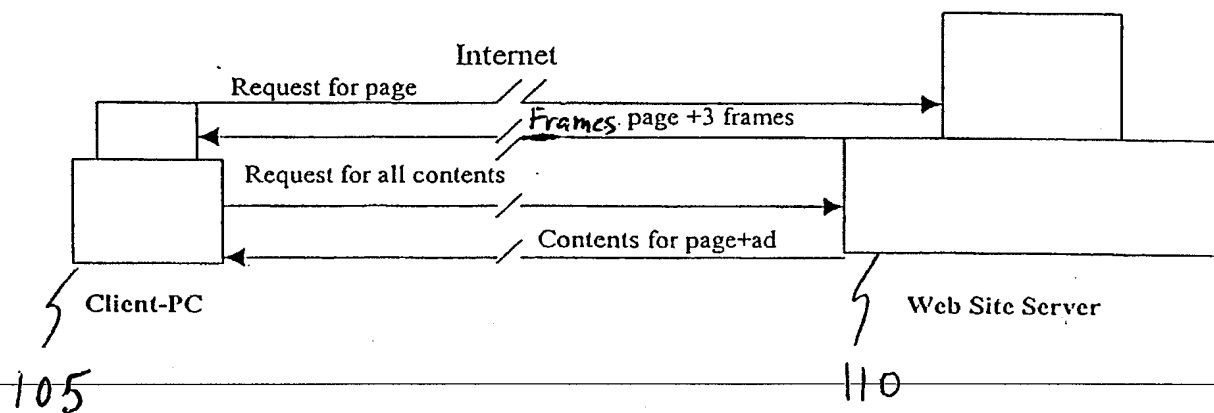 Internet
Request for page
Frames page +3 frames
Request for all contents
Contents for page+ad
Client-PC
Web Site Server
105
110